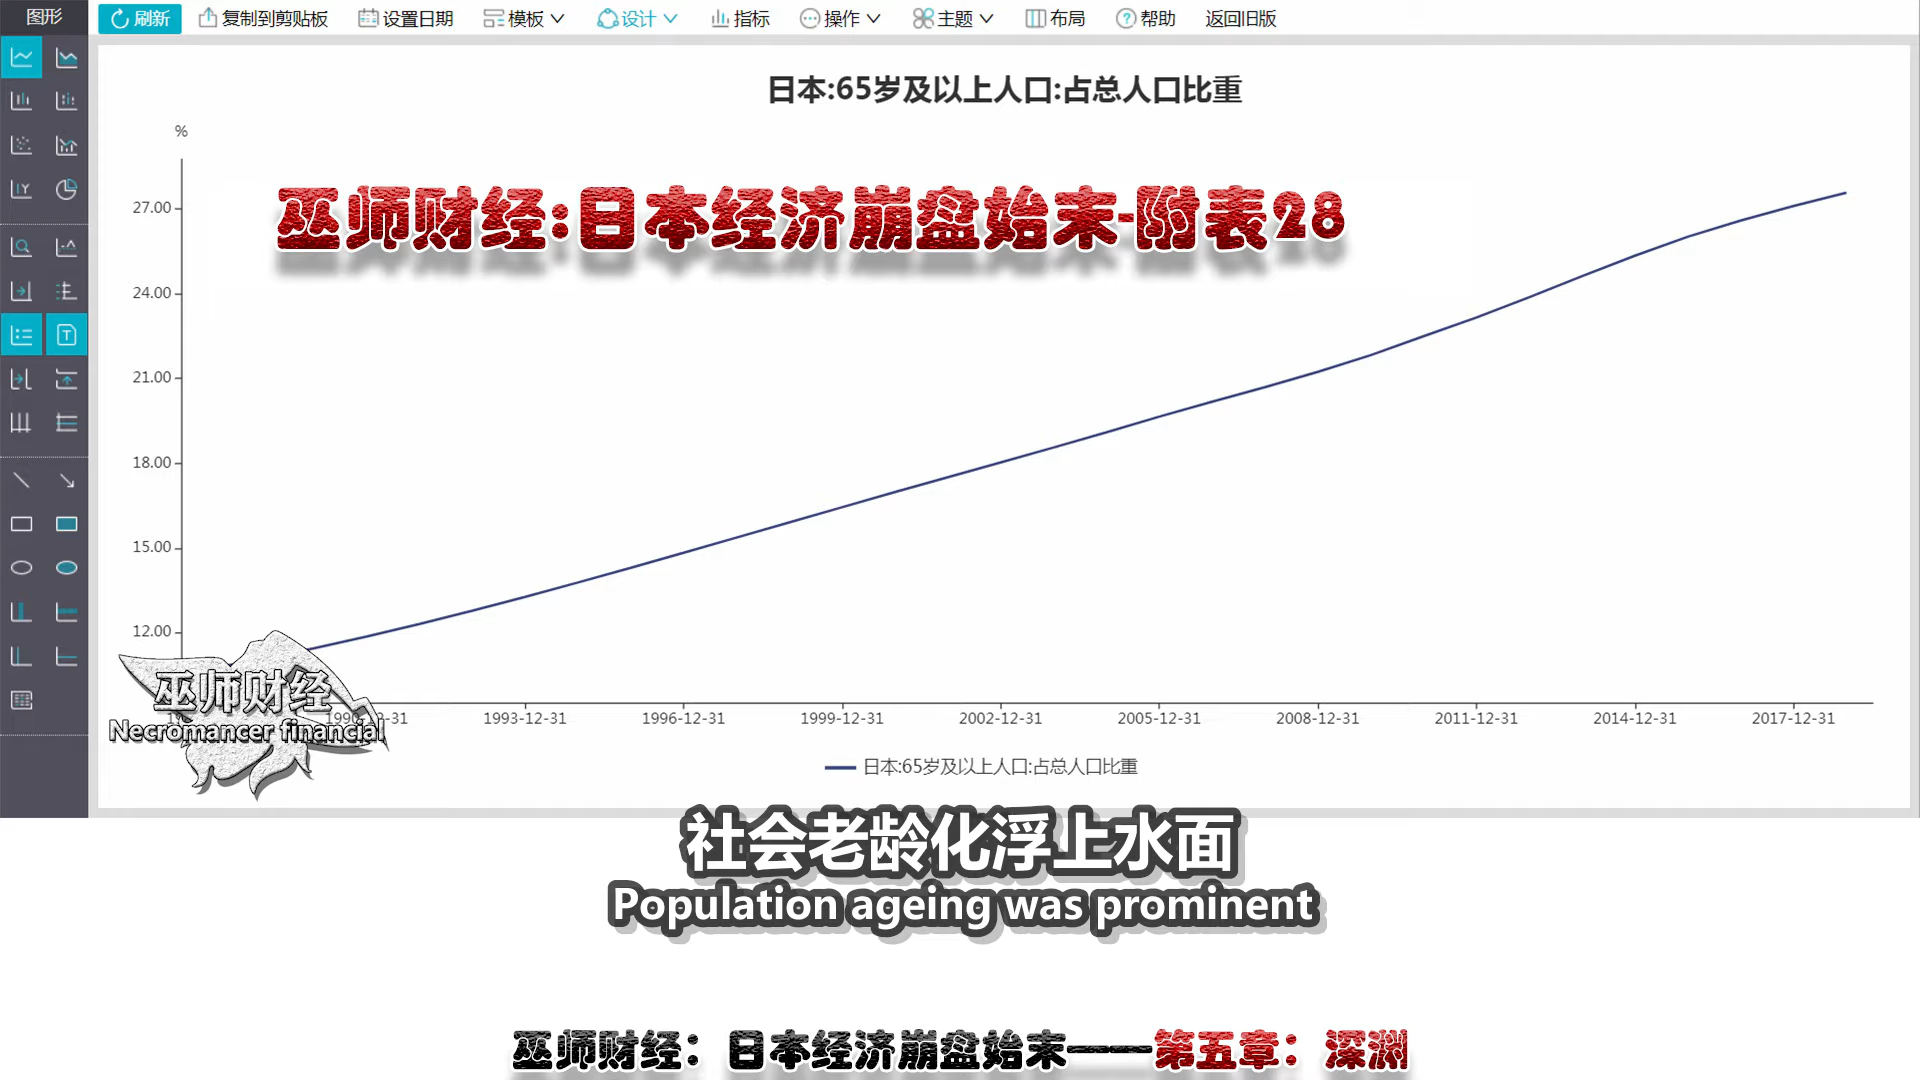 图形
刷新 复制到剪贴板 设置日期 模板 设计 指标 操作 主题 布局 帮助 返回旧版
日本:65岁及以上人口:占总人口比重
%
巫师财经:日本经济崩盘始末-附表28
27.00
24.00
21.00
18.00
15.00
12.00
巫师财经
Necromancer financial
1990-12-31 1993-12-31 1996-12-31 1999-12-31 2002-12-31 2005-12-31 2008-12-31 2011-12-31 2014-12-31 2017-12-31
日本:65岁及以上人口:占总人口比重
社会老龄化浮上水面
Population ageing was prominent
巫师财经：日本经济崩盘始末——第五章：深渊